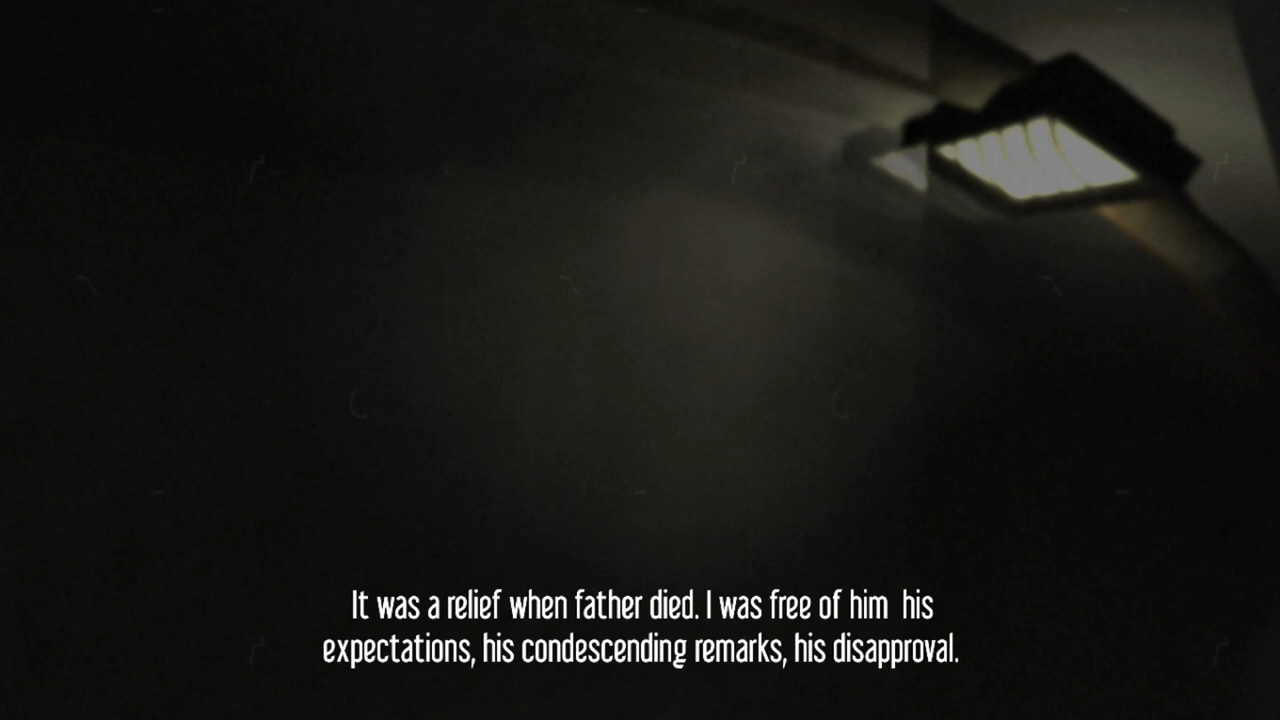 It was a relief when father died. I was free of him  his
expectations, his condescending remarks, his disapproval.